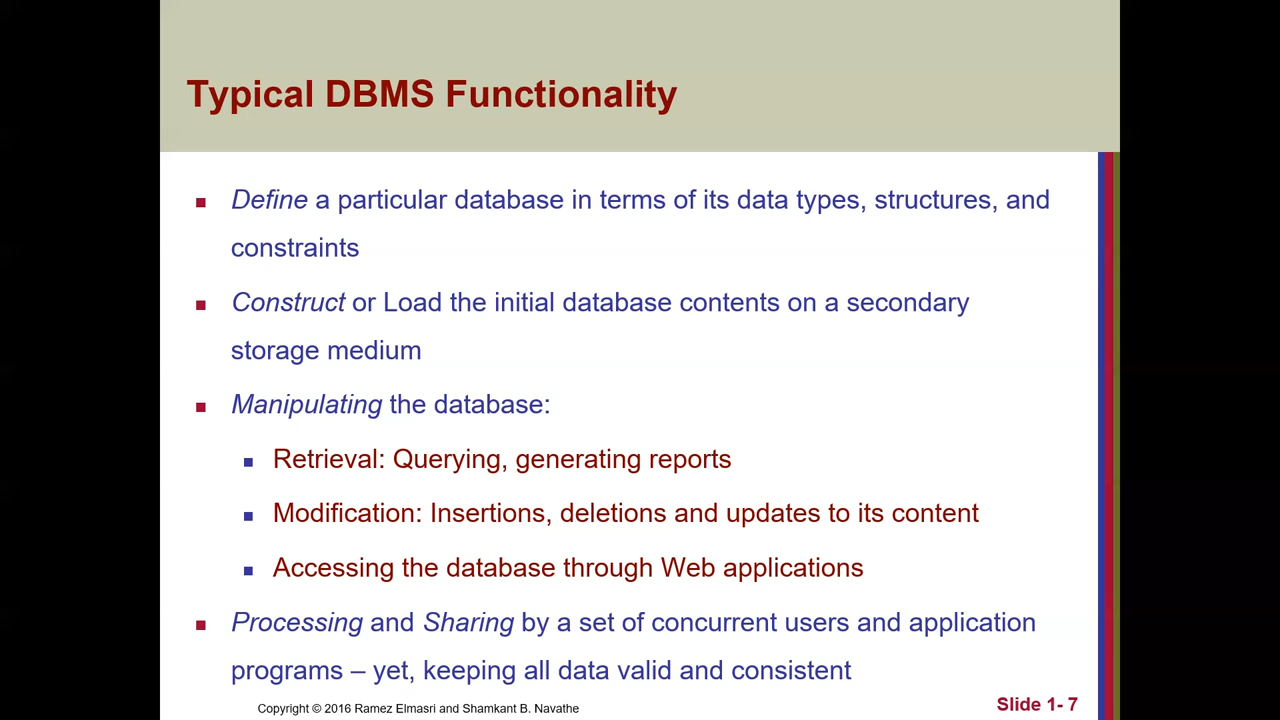 Typical DBMS Functionality
Define a particular database in terms of its data types, structures, and
constraints
Construct or Load the initial database contents on a secondary
storage medium
Manipulating the database:
Retrieval: Querying, generating reports
Modification: Insertions, deletions and updates to its content
Accessing the database through Web applications
Processing and Sharing by a set of concurrent users and application
programs – yet, keeping all data valid and consistent
Copyright © 2016 Ramez Elmasri and Shamkant B. Navathe
Slide 1- 7